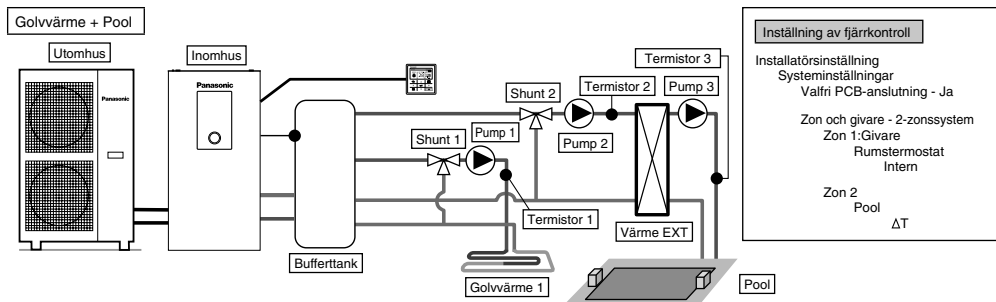 Golvvärme + Pool
Utomhus
Inomhus
Panasonic
Panasonic
Shunt 1
Pump 1
Shunt 2
Pump 2
Termistor 2
Termistor 3
Pump 3
Termistor 1
Värme EXT
Bufferttank
Golvvärme 1
Pool
Inställning av fjärrkontroll
Installatörsinställning
Systeminställningar
Valfri PCB-anslutning - Ja
Zon och givare - 2-zonssystem
Zon 1:Givare
Rumstermostat
Intern
Zon 2
Pool
ΔT